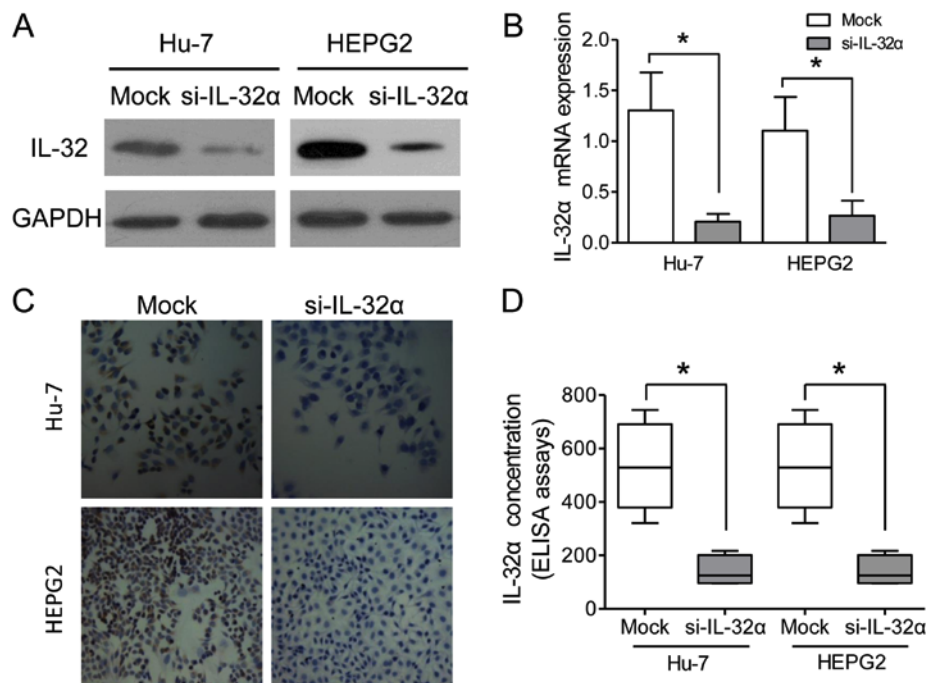 A
Hu-7 HEPG2
Mock si-IL-32α Mock si-IL-32α
IL-32
GAPDH
B
Mock
si-IL-32α
IL-32α mRNA expression
2.0
1.5
1.0
0.5
0.0
* *
Hu-7 HEPG2
C
Mock si-IL-32α
Hu-7
HEPG2
D
IL-32α concentration
(ELISA assays)
800
600
400
200
0
* *
Mock si-IL-32α Mock si-IL-32α
Hu-7 HEPG2